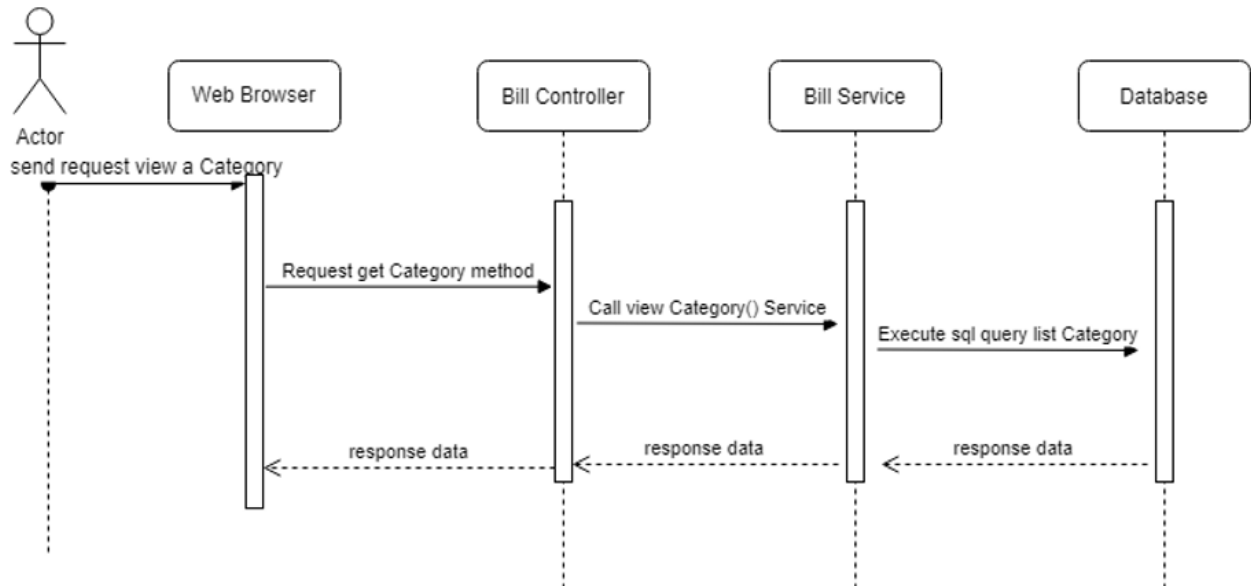 Web Browser
Bill Controller
Bill Service
Database
Actor
send request view a Category
Request get Category method
Call view Category() Service
Execute sql query list Category
response data
response data
response data